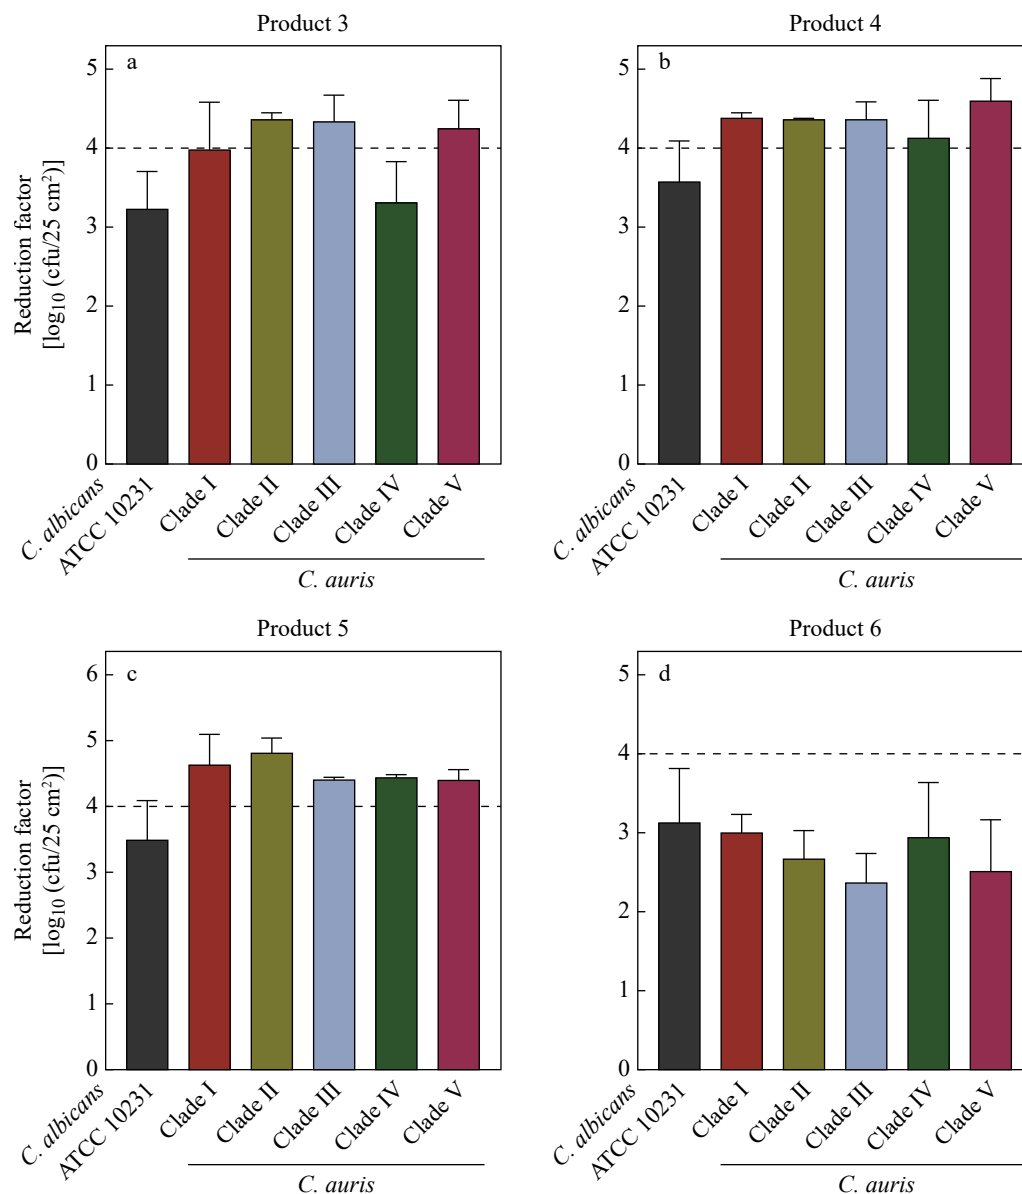 Product 3
a
5
4
3
2
1
0
Reduction factor
[log10 (cfu/25 cm2)]
C. albicans
ATCC 10231
Clade I
Clade II
Clade III
Clade IV
Clade V
C. auris
Product 4
b
5
4
3
2
1
0
C. albicans
ATCC 10231
Clade I
Clade II
Clade III
Clade IV
Clade V
C. auris
Product 5
c
6
5
4
3
2
1
0
Reduction factor
[log10 (cfu/25 cm2)]
C. albicans
ATCC 10231
Clade I
Clade II
Clade III
Clade IV
Clade V
C. auris
Product 6
d
5
4
3
2
1
0
C. albicans
ATCC 10231
Clade I
Clade II
Clade III
Clade IV
Clade V
C. auris